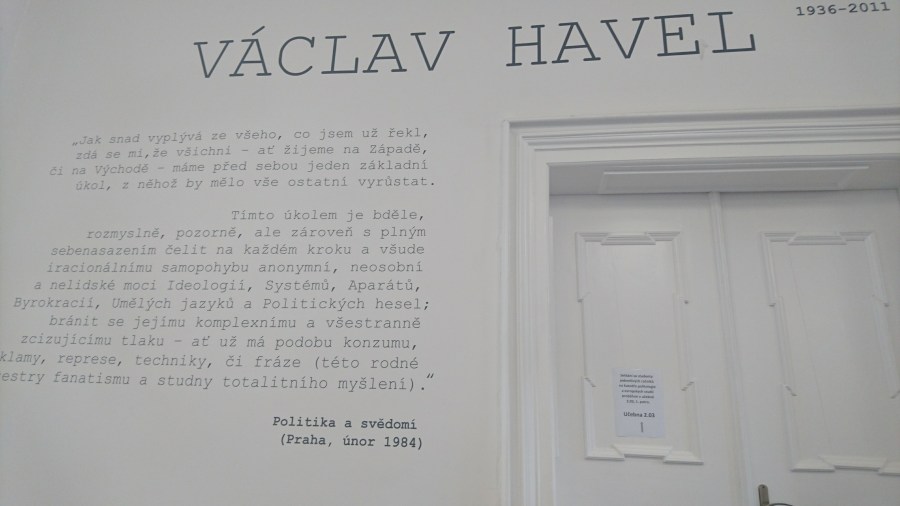 VÁCLAV HAVEL
1936-2011
„Jak snad vyplývá ze všeho, co jsem už řekl,
zdá se mi,že všichni - ať žijeme na Západě,
či na Východě - máme před sebou jeden základní
úkol, z něhož by mělo vše ostatní vyrůstat.
Tímto úkolem je bděle,
rozmyslně, pozorně, ale zároveň s plným
sebenasazením čelit na každém kroku a všude
iracionálnímu samopohybu anonymní, neosobní
a nelidské moci Ideologií, Systémů, Aparátů,
Byrokracií, Umělých jazyků a Politických hesel;
bránit se jejímu komplexnímu a všestranně
zcizujícímu tlaku - ať už má podobu konzumu,
klamy, represe, techniky, či fráze (této rodné
estry fanatismu a studny totalitního myšlení).“
Politika a svědomí
(Praha, únor 1984)
Učebna 2.03